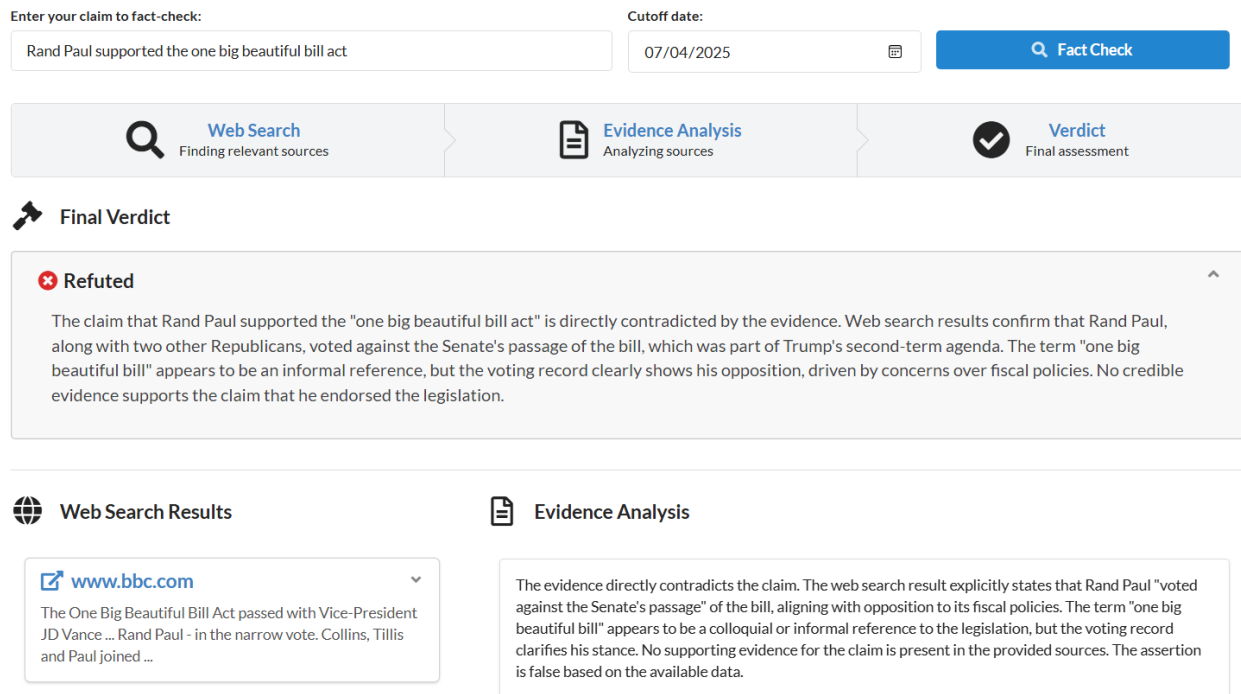 Enter your claim to fact-check:
Cutoff date:
Rand Paul supported the one big beautiful bill act
07/04/2025
Fact Check
Web Search
Finding relevant sources
Evidence Analysis
Analyzing sources
Verdict
Final assessment
Final Verdict
Refuted
The claim that Rand Paul supported the "one big beautiful bill act" is directly contradicted by the evidence. Web search results confirm that Rand Paul,
along with two other Republicans, voted against the Senate's passage of the bill, which was part of Trump's second-term agenda. The term "one big
beautiful bill" appears to be an informal reference, but the voting record clearly shows his opposition, driven by concerns over fiscal policies. No credible
evidence supports the claim that he endorsed the legislation.
Web Search Results
www.bbc.com
The One Big Beautiful Bill Act passed with Vice-President
JD Vance ... Rand Paul - in the narrow vote. Collins, Tillis
and Paul joined ...
Evidence Analysis
The evidence directly contradicts the claim. The web search result explicitly states that Rand Paul "voted
against the Senate's passage" of the bill, aligning with opposition to its fiscal policies. The term "one big
beautiful bill" appears to be a colloquial or informal reference to the legislation, but the voting record
clarifies his stance. No supporting evidence for the claim is present in the provided sources. The assertion
is false based on the available data.